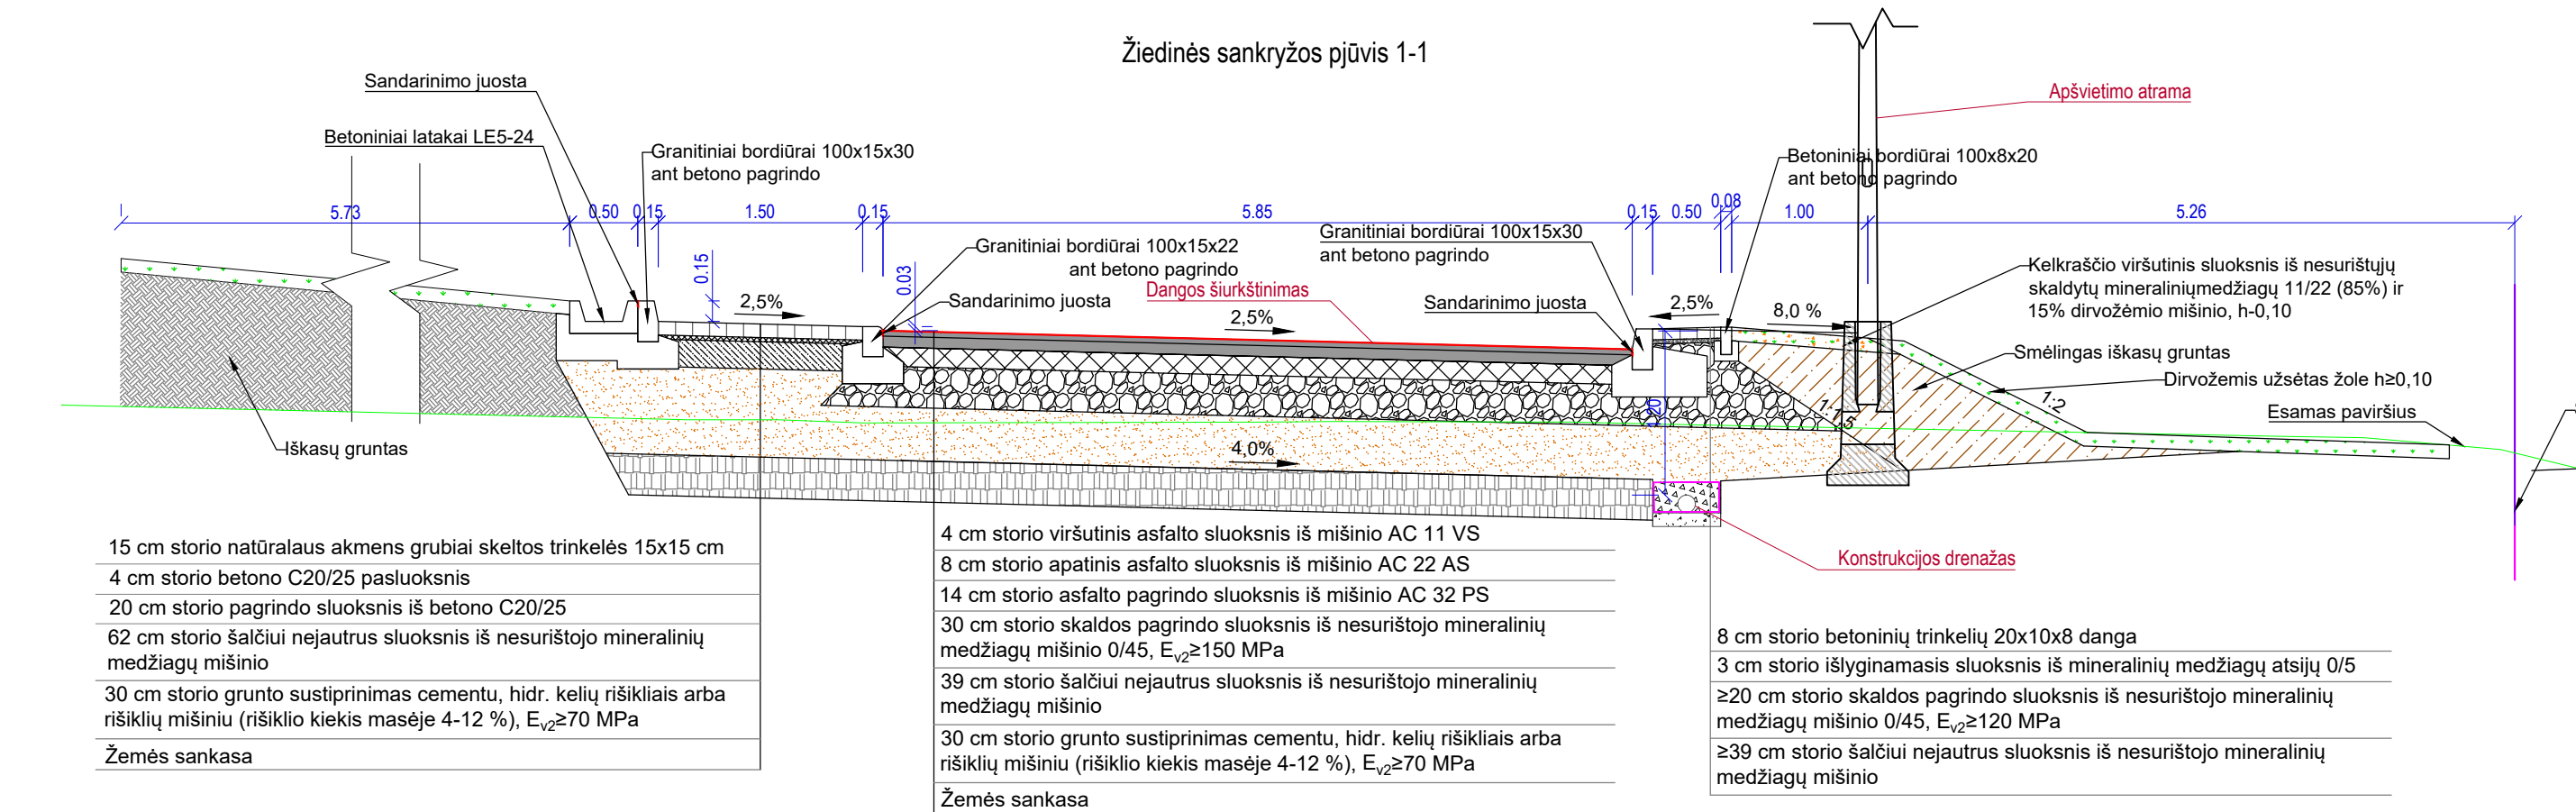 Žiedinės sankryžos pjūvis 1-1
Sandarinimo juosta
Betoniniai latakai LE5-24
Granitiniai bordiūrai 100x15x30
ant betono pagrindo
Apšvietimo atrama
Betoniniai bordiūrai 100x8x20
ant betono pagrindo
5.73
0.50
0.15
1.50
0.15
5.85
0.15
0.50
0.08
1.00
5.26
Granitiniai bordiūrai 100x15x22
ant betono pagrindo
Granitiniai bordiūrai 100x15x30
ant betono pagrindo
0.15
0.03
2,5%
Sandarinimo juosta
Dangos šiurkštinimas
2,5%
Sandarinimo juosta
2,5%
8,0 %
Kelkraščio viršutinis sluoksnis iš nesurištųjų
skaldytų mineraliniųmedžiagų 11/22 (85%) ir
15% dirvožėmio mišinio, h-0,10
Smėlingas iškasų gruntas
Dirvožemis užsėtas žole h≥0,10
1:2
Esamas paviršius
Iškasų gruntas
4,0%
Konstrukcijos drenažas
15 cm storio natūralaus akmens grubiai skeltos trinkelės 15x15 cm
4 cm storio betono C20/25 pasluoksnis
20 cm storio pagrindo sluoksnis iš betono C20/25
62 cm storio šalčiui nejautrus sluoksnis iš nesurištojo mineralinių
medžiagų mišinio
30 cm storio grunto sustiprinimas cementu, hidr. kelių rišikliais arba
rišiklių mišiniu (rišiklio kiekis masėje 4-12 %), Ev2≥70 MPa
Žemės sankasa
4 cm storio viršutinis asfalto sluoksnis iš mišinio AC 11 VS
8 cm storio apatinis asfalto sluoksnis iš mišinio AC 22 AS
14 cm storio asfalto pagrindo sluoksnis iš mišinio AC 32 PS
30 cm storio skaldos pagrindo sluoksnis iš nesurištojo mineralinių
medžiagų mišinio 0/45, Ev2≥150 MPa
39 cm storio šalčiui nejautrus sluoksnis iš nesurištojo mineralinių
medžiagų mišinio
30 cm storio grunto sustiprinimas cementu, hidr. kelių rišikliais arba
rišiklių mišiniu (rišiklio kiekis masėje 4-12 %), Ev2≥70 MPa
Žemės sankasa
8 cm storio betoninių trinkelių 20x10x8 danga
3 cm storio išlyginamasis sluoksnis iš mineralinių medžiagų atsijų 0/5
≥20 cm storio skaldos pagrindo sluoksnis iš nesurištojo mineralinių
medžiagų mišinio 0/45, Ev2≥120 MPa
≥39 cm storio šalčiui nejautrus sluoksnis iš nesurištojo mineralinių
medžiagų mišinio